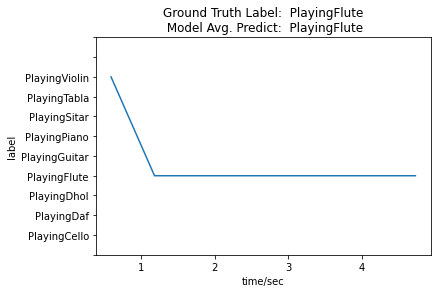 Ground Truth Label:  PlayingFlute
Model Avg. Predict:  PlayingFlute
label
PlayingViolin
PlayingTabla
PlayingSitar
PlayingPiano
PlayingGuitar
PlayingFlute
PlayingDhol
PlayingDaf
PlayingCello
1 2 3 4
time/sec